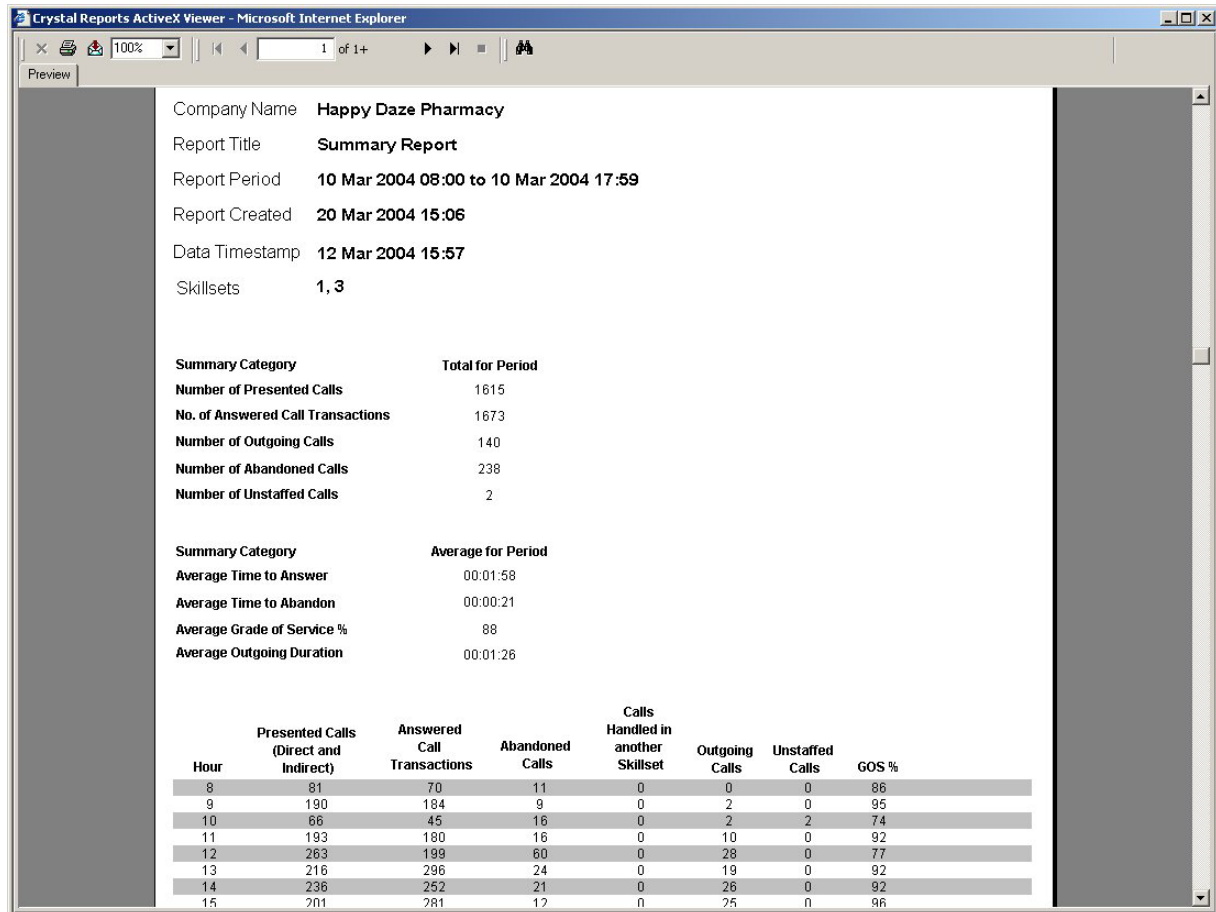 Crystal Reports ActiveX Viewer - Microsoft Internet Explorer
100% 1 of 1+
Preview
Company Name Happy Daze Pharmacy
Report Title Summary Report
Report Period 10 Mar 2004 08:00 to 10 Mar 2004 17:59
Report Created 20 Mar 2004 15:06
Data Timestamp 12 Mar 2004 15:57
Skillsets 1, 3
Summary Category Total for Period
Number of Presented Calls 1615
No. of Answered Call Transactions 1673
Number of Outgoing Calls 140
Number of Abandoned Calls 238
Number of Unstaffed Calls 2
Summary Category Average for Period
Average Time to Answer 00:01:58
Average Time to Abandon 00:00:21
Average Grade of Service % 88
Average Outgoing Duration 00:01:26
Hour Presented Calls (Direct and Indirect) Answered Call Transactions Abandoned Calls Calls Handled in another Skillset Outgoing Calls Unstaffed Calls GOS %
8 81 70 11 0 0 0 86
9 190 184 9 0 2 0 95
10 66 45 16 0 2 2 74
11 193 180 16 0 10 0 92
12 263 199 60 0 28 0 77
13 216 296 24 0 19 0 92
14 236 252 21 0 26 0 92
15 201 281 12 0 25 0 96